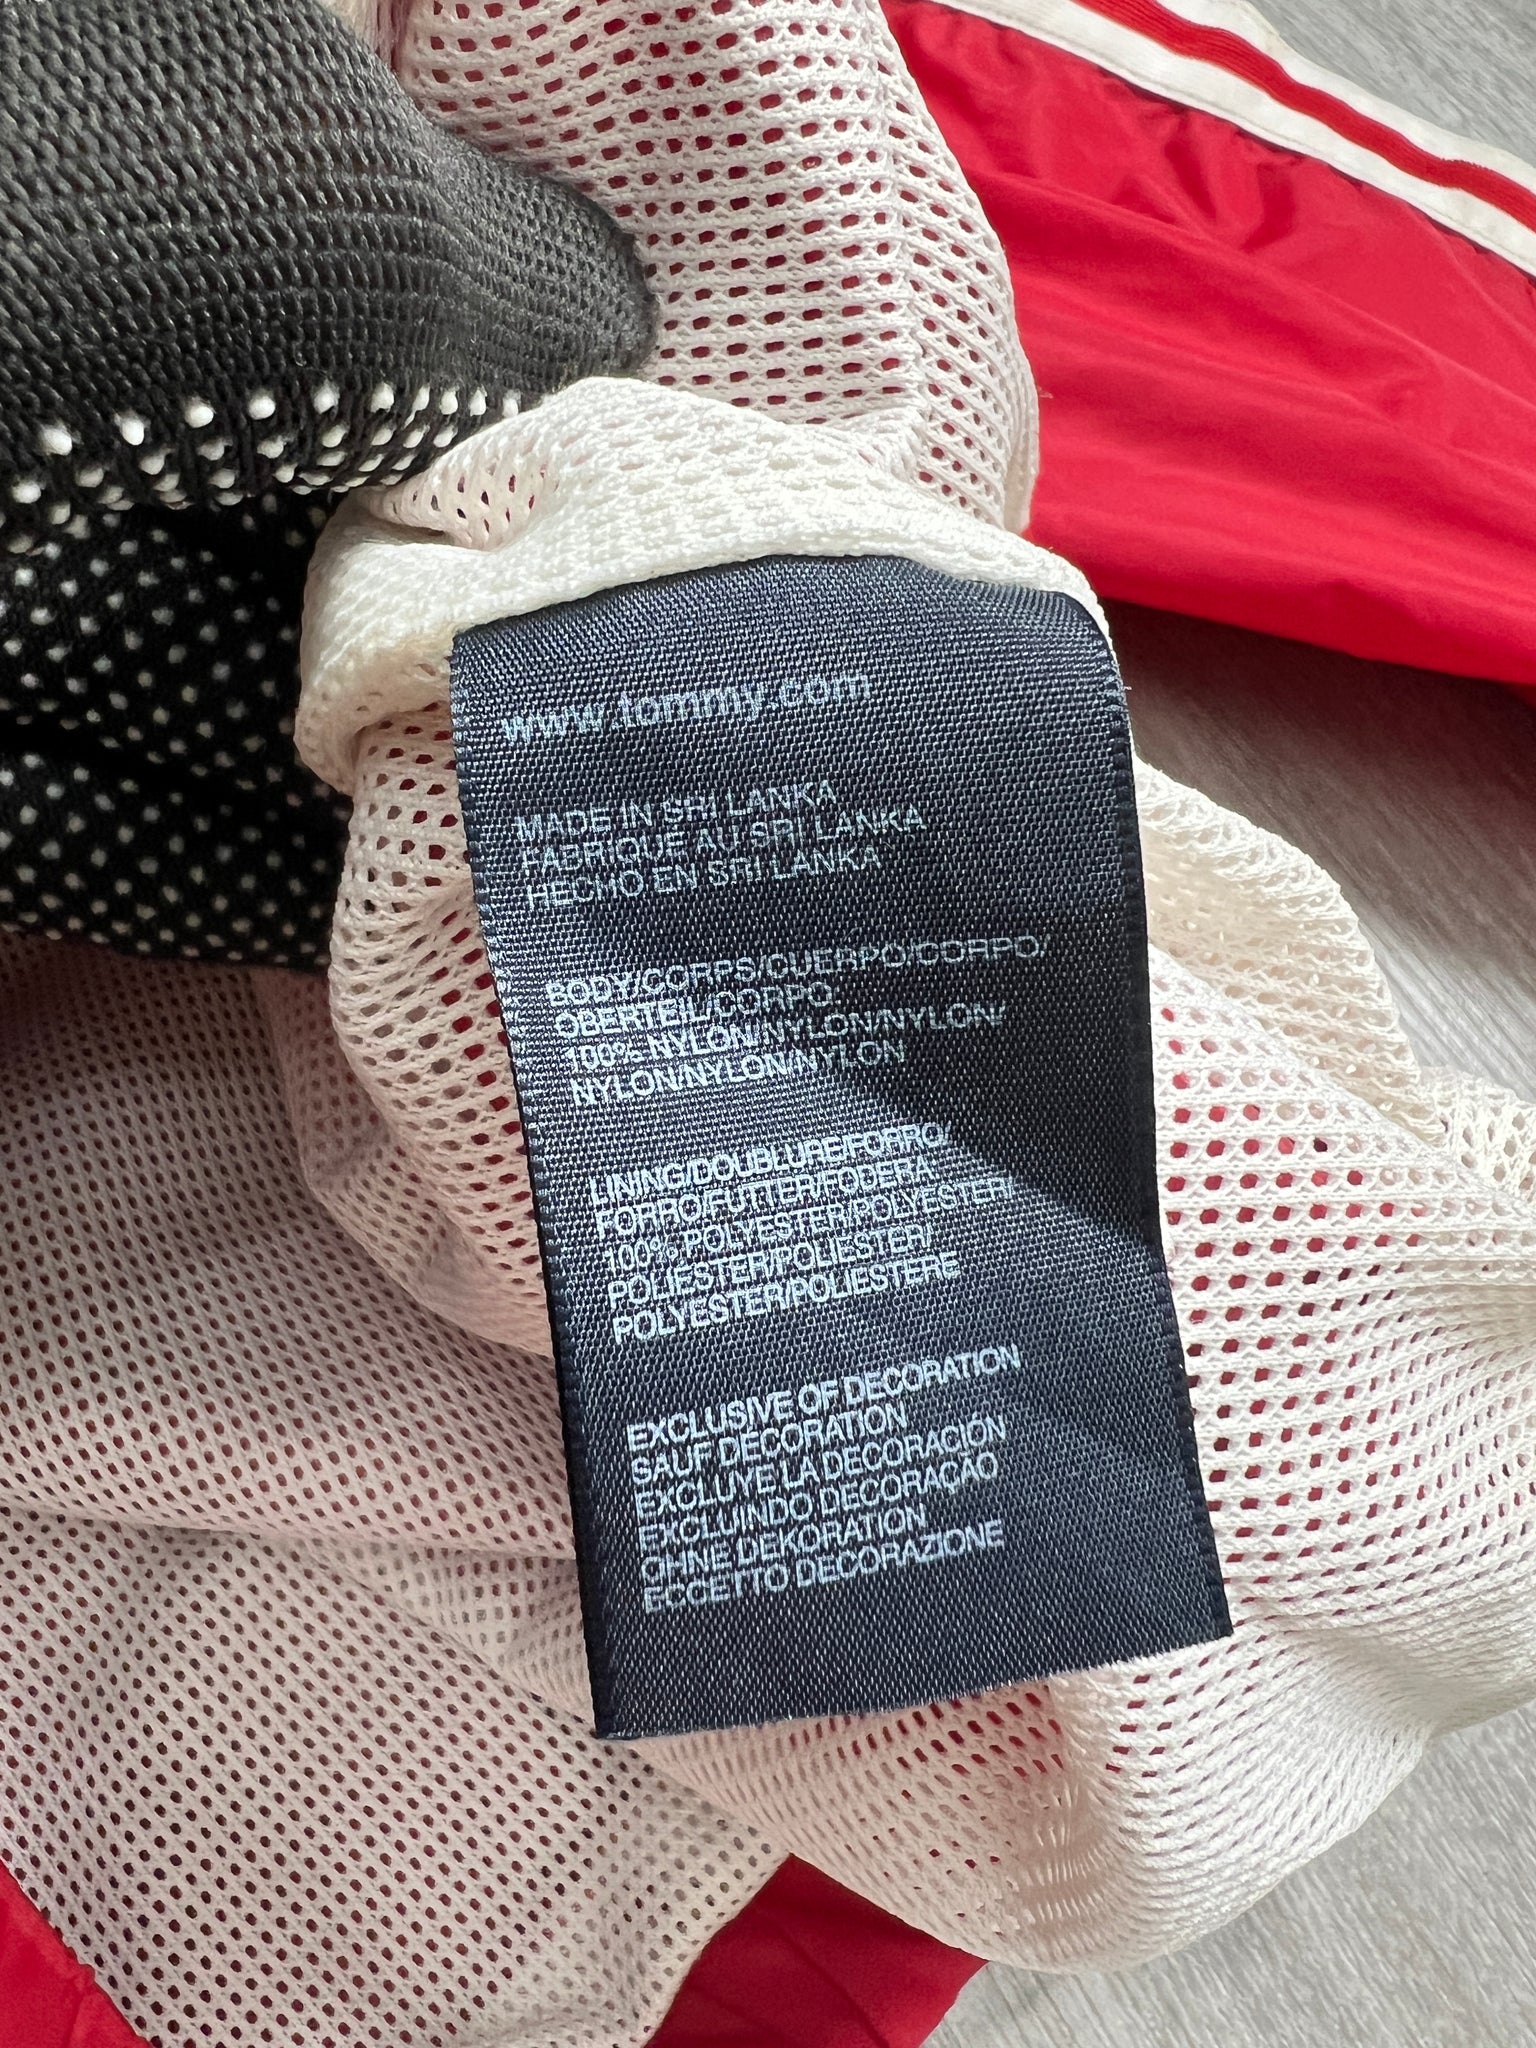 www.tommy.com
MADE IN SRI LANKA
FABRIQUÉ AU SRI LANKA
HECHO EN SRI LANKA
BODY/CORPS/CUERPO/CORPO/
OBERTEIL/CORPO
100% NYLON/NYLON/NYLON/
NYLON/NYLON/NYLON
LINING/DOUBLURE/FORRO/
FORRO/FUTTER/FODERA
100% POLYESTER/POLYESTER/
POLIÉSTER/POLIESTER/
POLYESTER/POLIESTERE
EXCLUSIVE OF DECORATION
SAUF DECORATION
EXCLUYE LA DECORACIÓN
EXCLUINDO DECORAÇAO
OHNE DEKORATION
ECCETTO DECORAZIONE